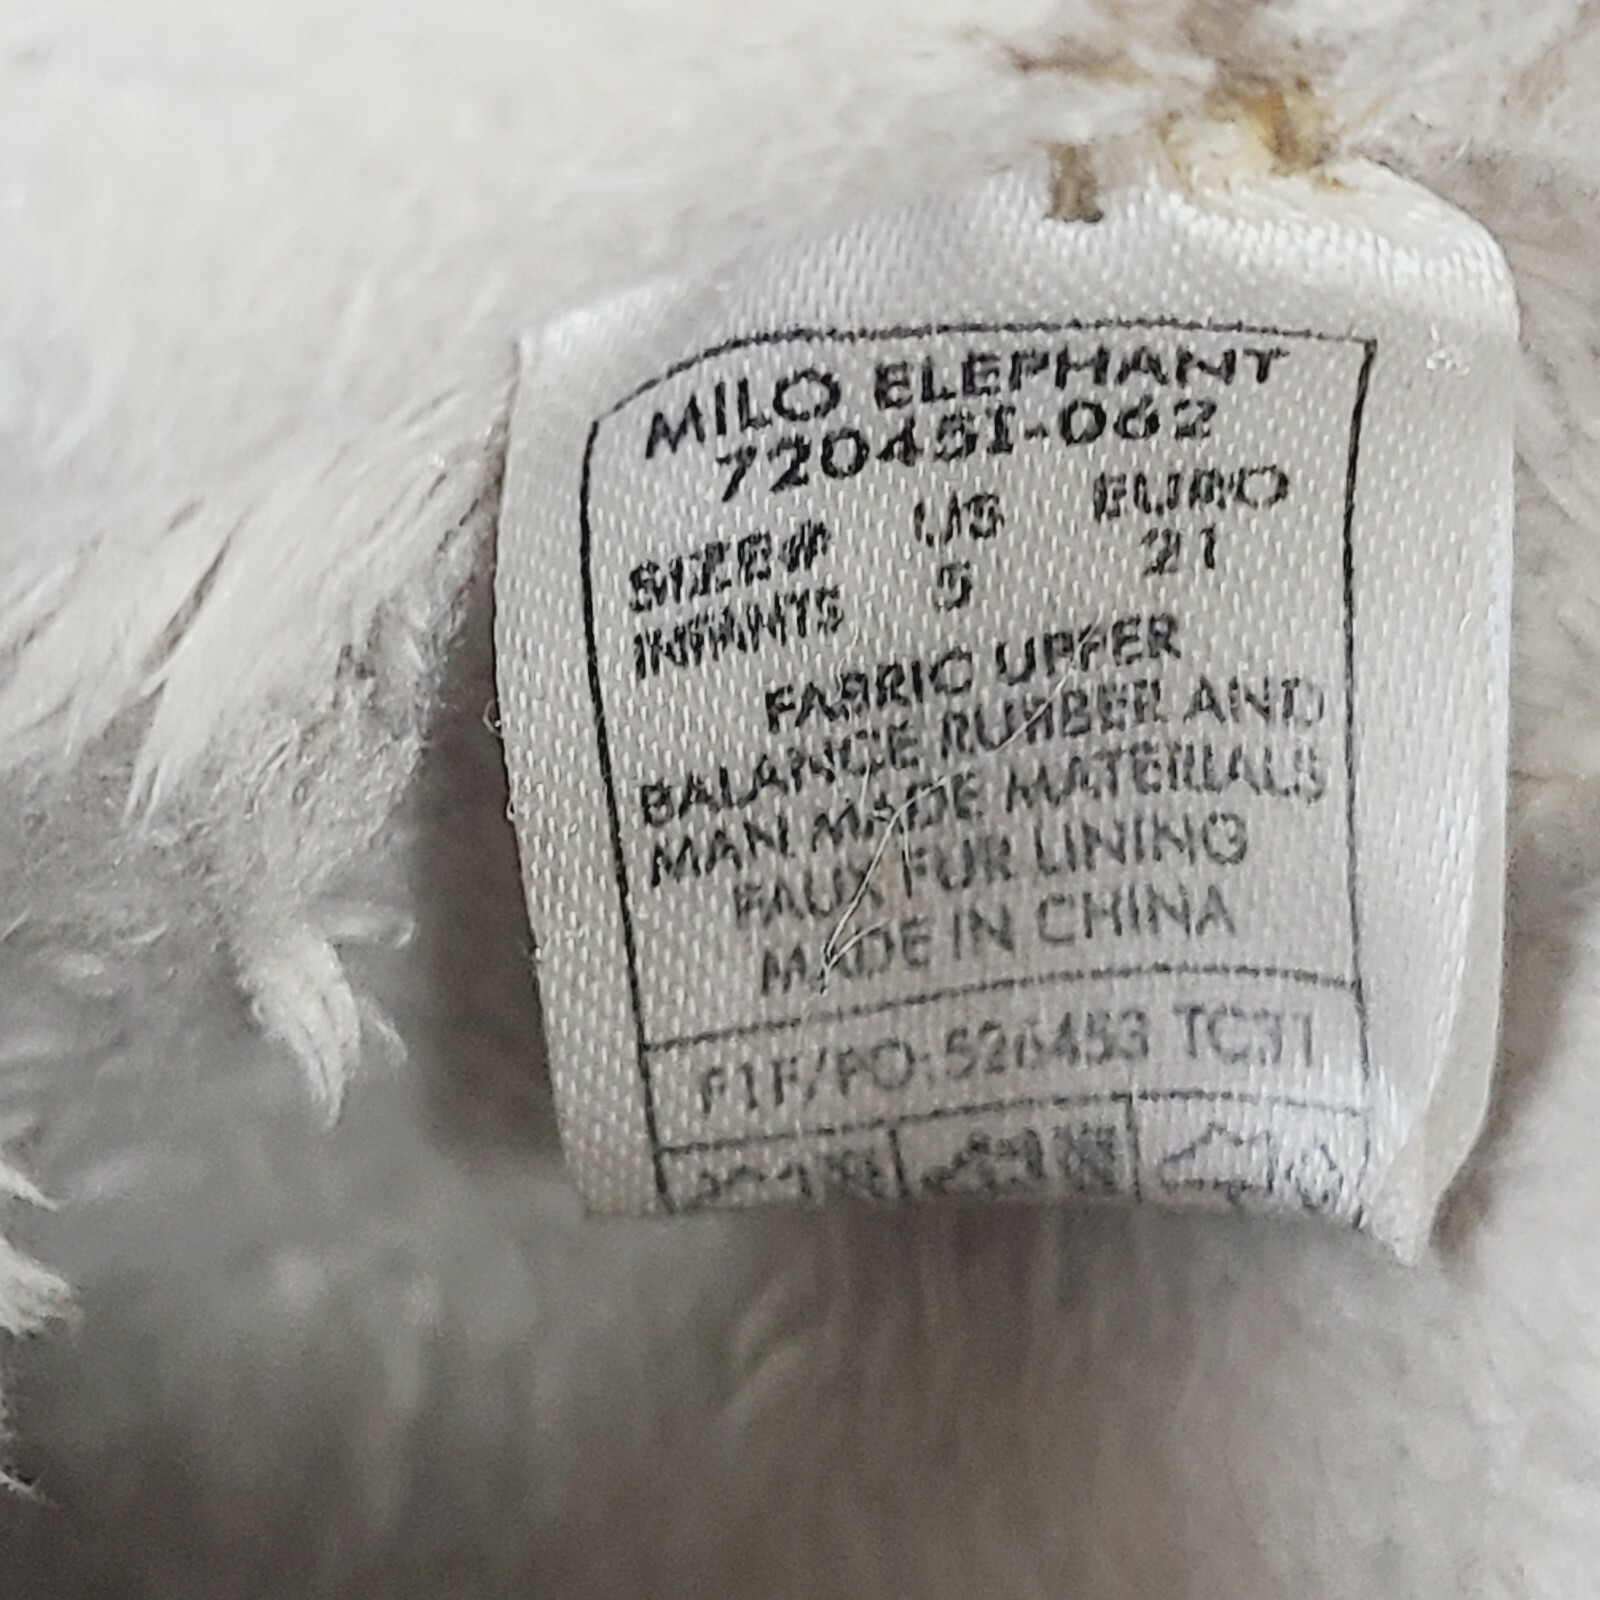 MILO ELEPHANT
72045I-062
SIZE# US EURO
INFANTS 5 21
FABRIC UPPER
BALANCE RUBBER AND
MAN MADE MATERIALS
FAUX FUR LINING
MADE IN CHINA
F1F/PO:526453 TC31